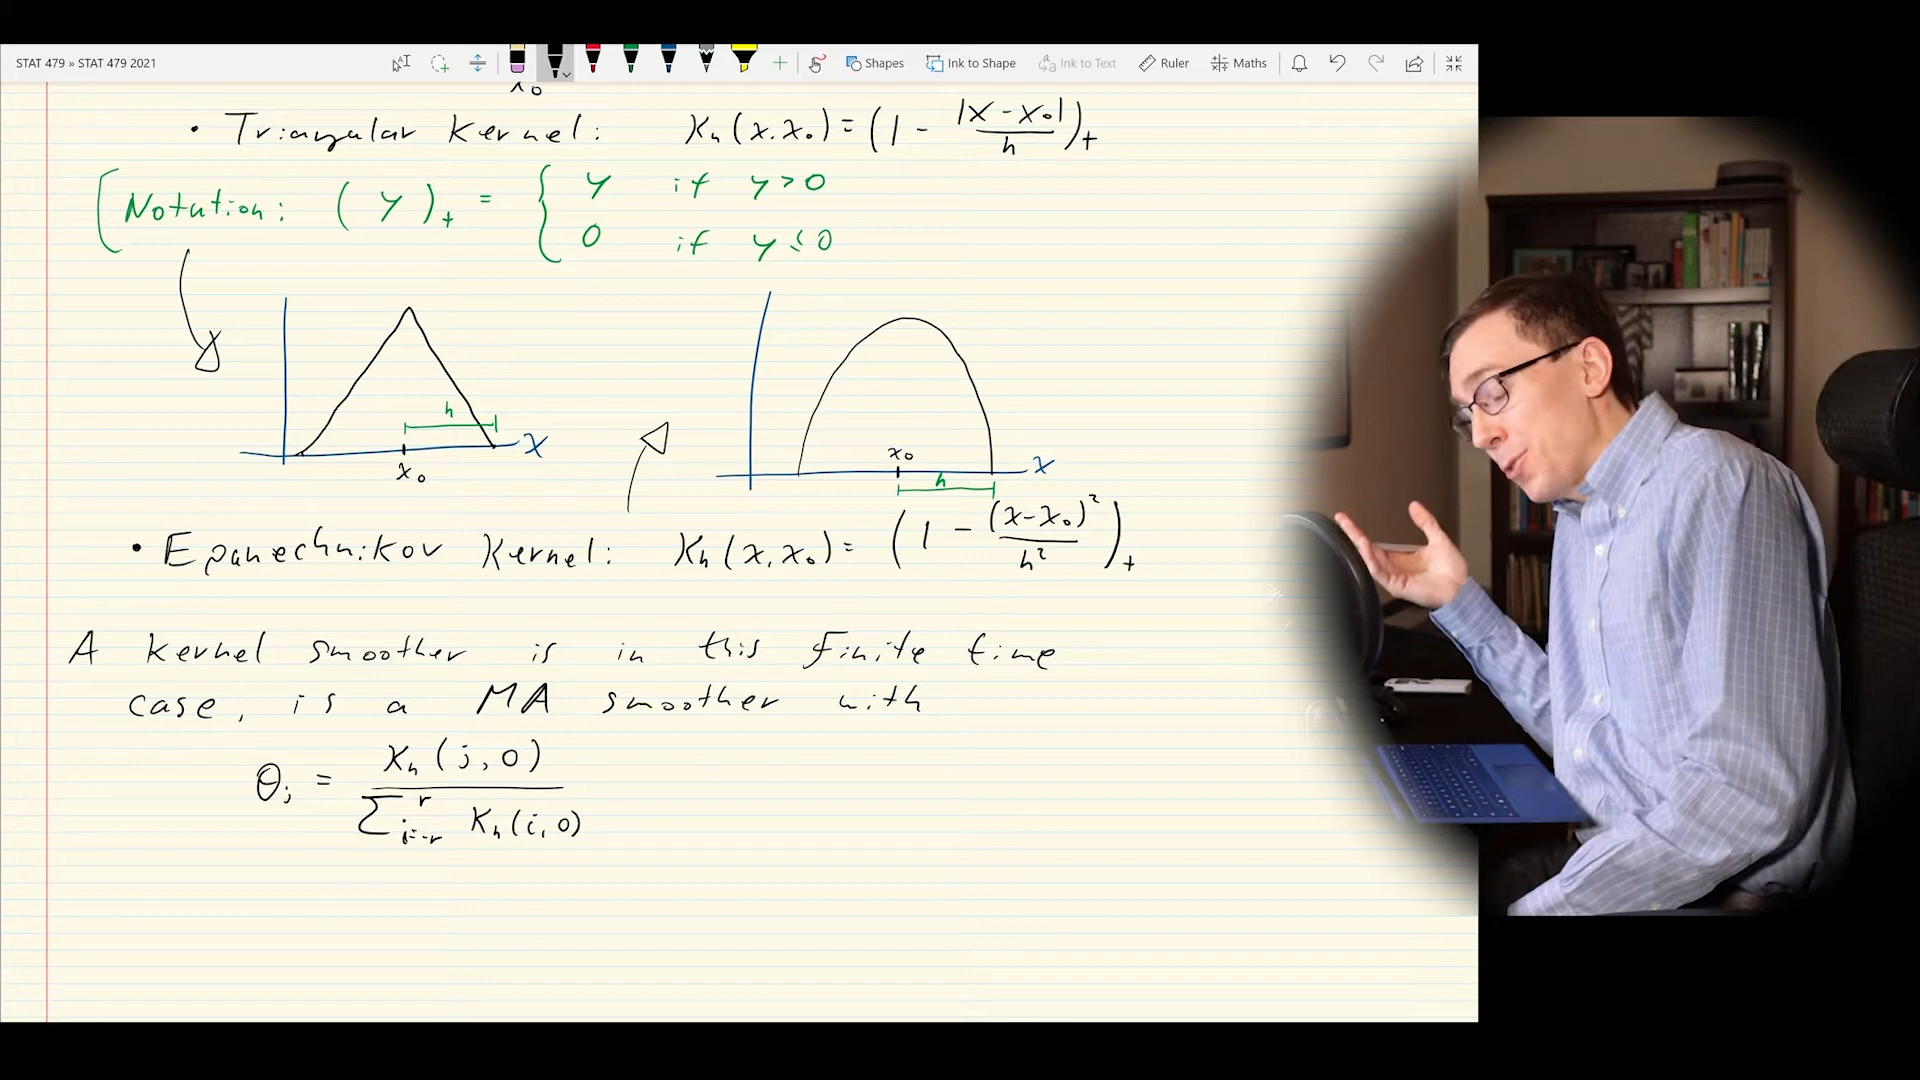 STAT 479 » STAT 479 2021
Shapes Ink to Shape Ink to Text Ruler Maths
x₀
• Triangular Kernel: Kₕ(x,x₀) = (1 - |x-x₀|/h)₊
[Notation: (y)₊ = { y if y>0
0 if y≤0
h
x
x₀
x₀
x
h
• Epanechnikov Kernel: Kₕ(x,x₀) = (1 - (x-x₀)²/h²)₊
A kernel smoother is in this finite time
case, is a MA smoother with
θⱼ = Kₕ(j,0) / ∑ᵢ₌₋ᵣʳ Kₕ(i,0)